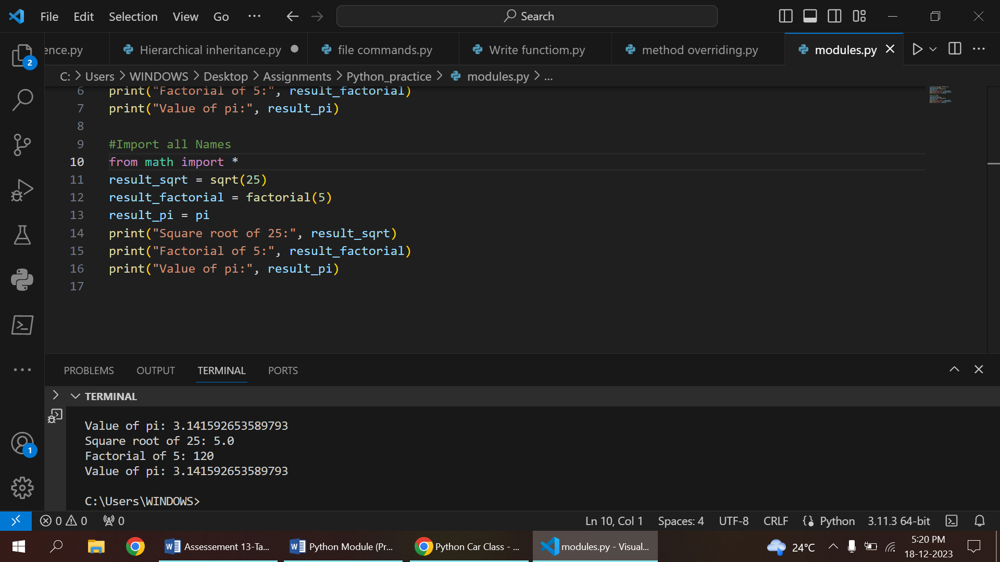 File Edit Selection View Go Search
ence.py Hierarchical inheritance.py file commands.py Write functiom.py method overriding.py modules.py
C: > Users > WINDOWS > Desktop > Assignments > Python_practice > modules.py > ...
6 print("Factorial of 5:", result_factorial)
7 print("Value of pi:", result_pi)
8
9 #Import all Names
10 from math import *
11 result_sqrt = sqrt(25)
12 result_factorial = factorial(5)
13 result_pi = pi
14 print("Square root of 25:", result_sqrt)
15 print("Factorial of 5:", result_factorial)
16 print("Value of pi:", result_pi)
17
2
PROBLEMS OUTPUT TERMINAL PORTS
TERMINAL
Value of pi: 3.141592653589793
Square root of 25: 5.0
Factorial of 5: 120
Value of pi: 3.141592653589793
C:\Users\WINDOWS>
1
0 0 0 Ln 10, Col 1 Spaces: 4 UTF-8 CRLF Python 3.11.3 64-bit
Assessement 13-Ta... Python Module (Pr... Python Car Class - ... modules.py - Visual... 24°C 5:20 PM
18-12-2023